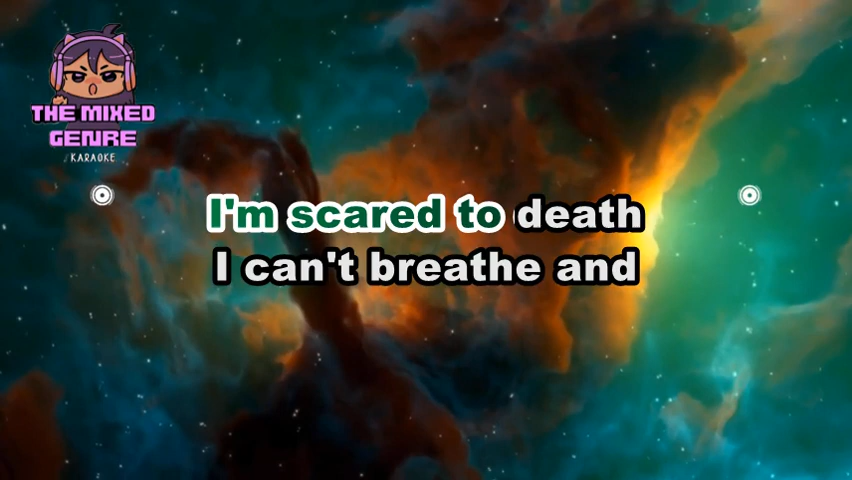 THE MIXED
GENRE
KARAOKE
I'm scared to death
I can't breathe and